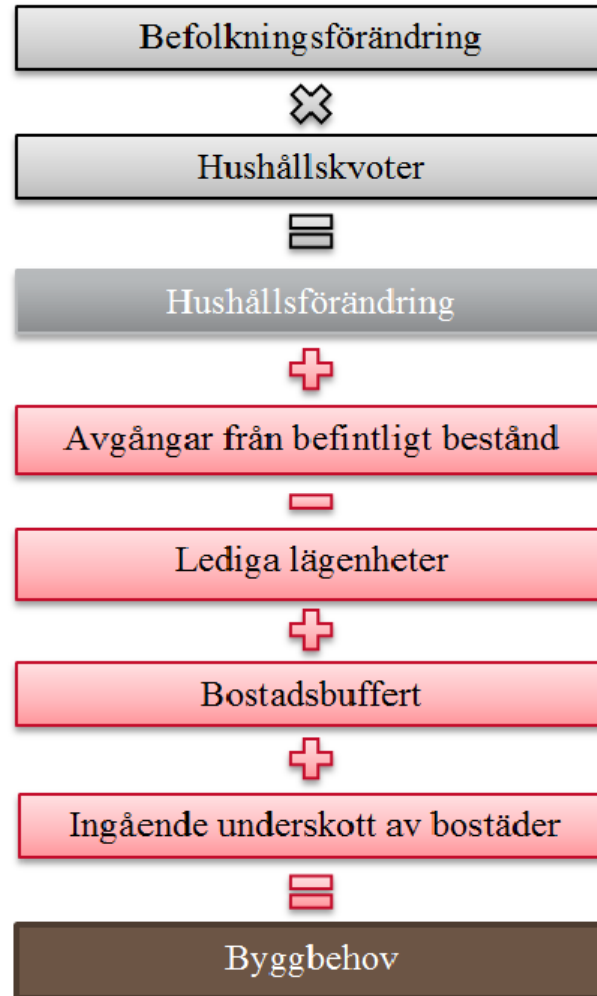 Befolkningsförändring
Hushållskvoter
Hushållsförändring
Avgångar från befintligt bestånd
Lediga lägenheter
Bostadsbuffert
Ingående underskott av bostäder
Byggbehov